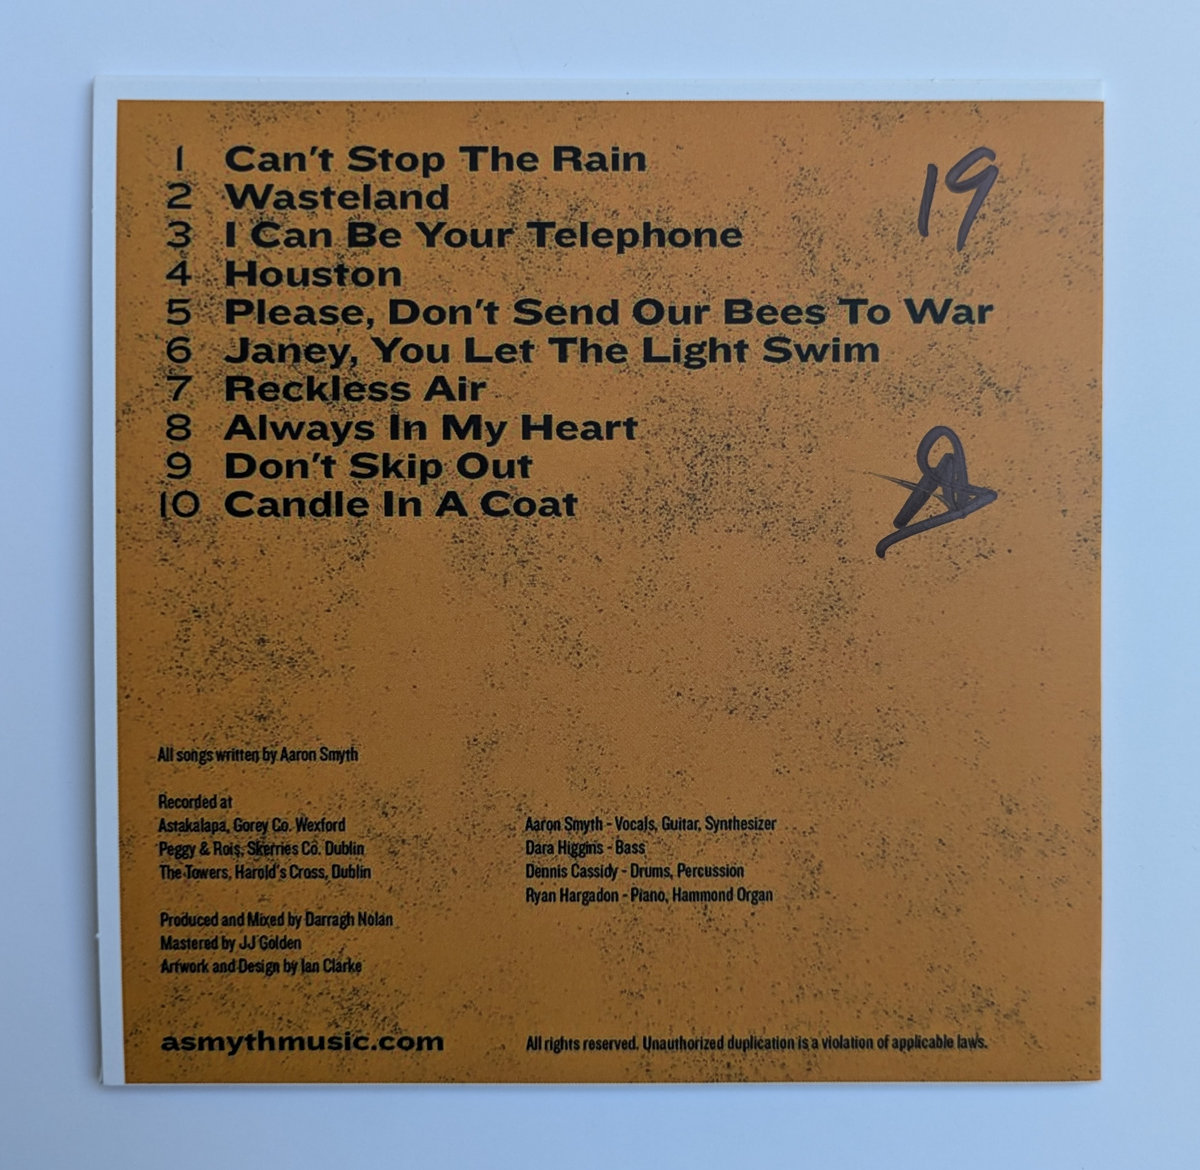 1 Can't Stop The Rain
2 Wasteland
3 I Can Be Your Telephone
4 Houston
5 Please, Don't Send Our Bees To War
6 Janey, You Let The Light Swim
7 Reckless Air
8 Always In My Heart
9 Don't Skip Out
10 Candle In A Coat
19
All songs written by Aaron Smyth
Recorded at
Astakalapa, Gorey Co. Wexford
Peggy & Rois, Skerries Co. Dublin
The Towers, Harold's Cross, Dublin
Produced and Mixed by Darragh Nolan
Mastered by JJ Golden
Artwork and Design by Ian Clarke
Aaron Smyth - Vocals, Guitar, Synthesizer
Dara Higgins - Bass
Dennis Cassidy - Drums, Percussion
Ryan Hargadon - Piano, Hammond Organ
asmythmusic.com
All rights reserved. Unauthorized duplication is a violation of applicable laws.